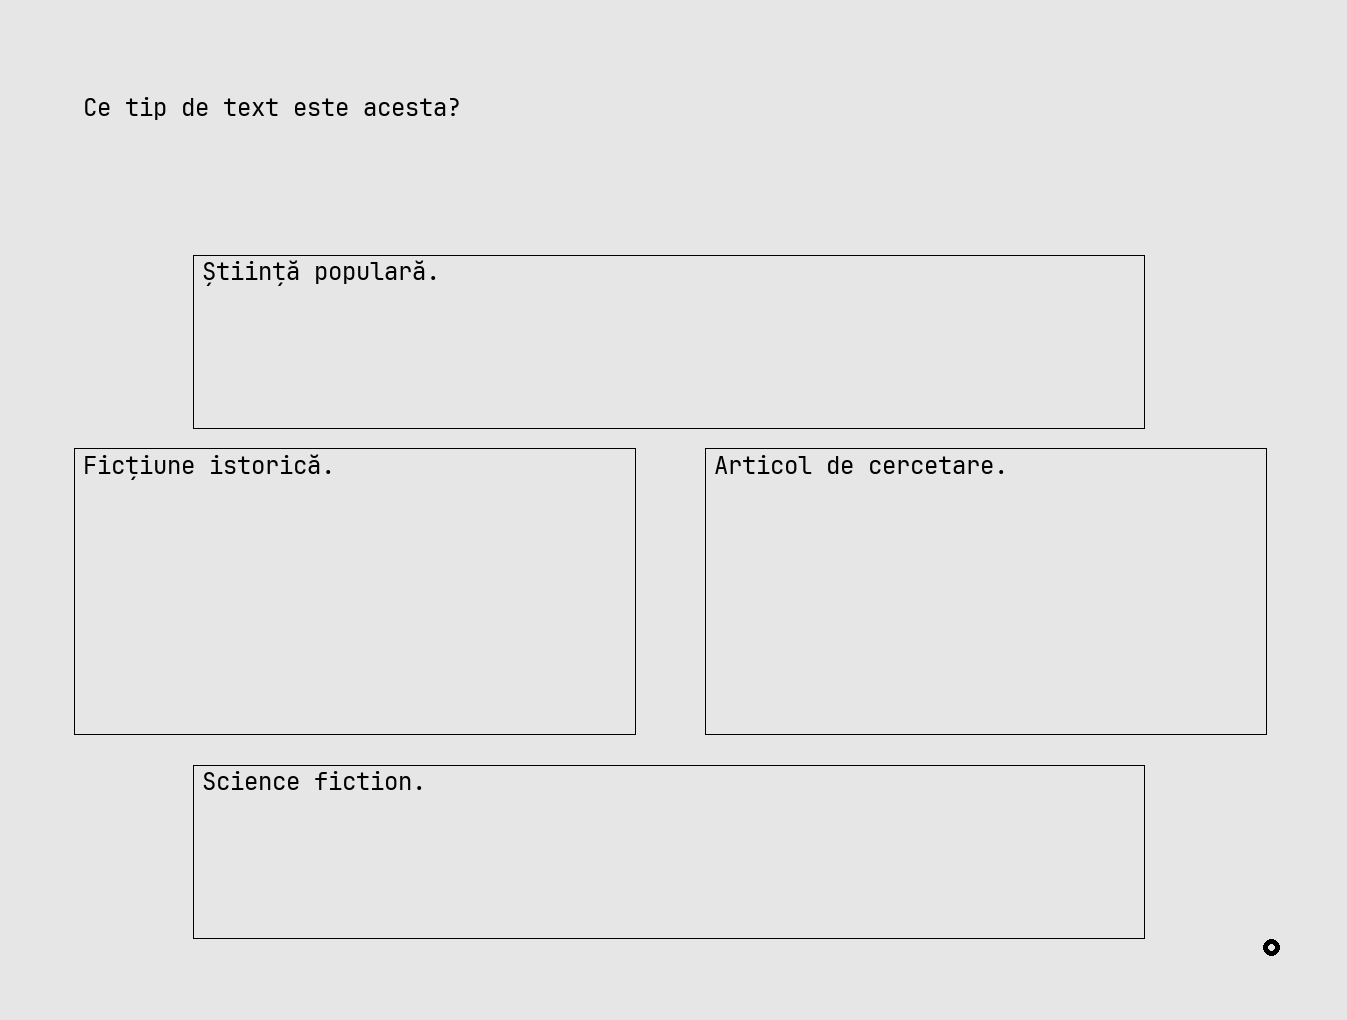 Ce tip de text este acesta?
Știință populară.
Ficțiune istorică.
Articol de cercetare.
Science fiction.